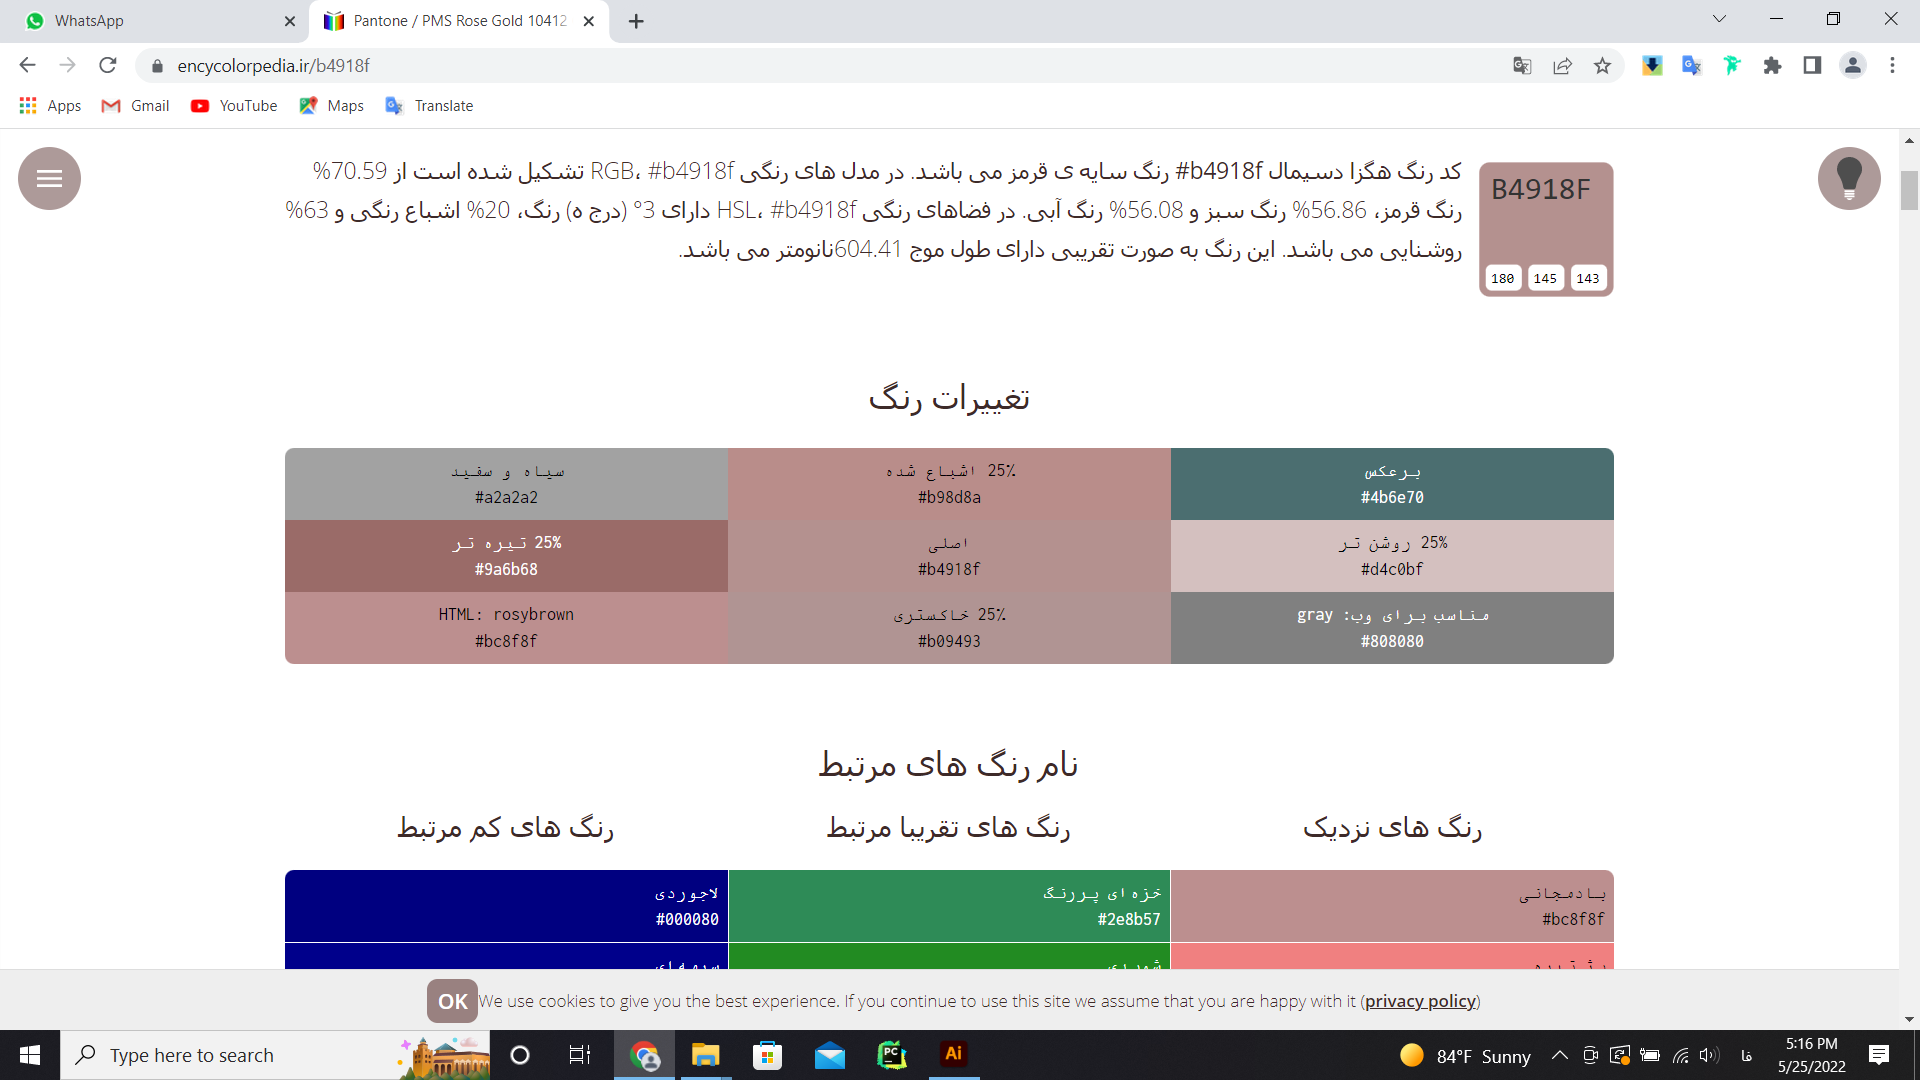 WhatsApp
Pantone / PMS Rose Gold 10412
encycolorpedia.ir/b4918f
Apps
Gmail
YouTube
Maps
Translate
کد رنگ هگزا دسیمال b4918f# رنگ سایه ی قرمز می باشد. در مدل های رنگی RGB، #b4918f تشکیل شده است از 70.59%
رنگ قرمز، 56.86% رنگ سبز و 56.08% رنگ آبی. در فضاهای رنگی HSL، #b4918f دارای 3° (درج ه) رنگ، 20% اشباع رنگی و 63%
روشنایی می باشد. این رنگ به صورت تقریبی دارای طول موج 604.41نانومتر می باشد.
B4918F
180 145 143
تغییرات رنگ
برعکس
#4b6e70
25٪ اشباع شده
#b98d8a
سیاه و سفید
#a2a2a2
25% روشن تر
#d4c0bf
اصلی
#b4918f
25% تیره تر
#9a6b68
مناسب برای وب: gray
#808080
25٪ خاکستری
#b09493
HTML: rosybrown
#bc8f8f
نام رنگ های مرتبط
رنگ های نزدیک
رنگ های تقریبا مرتبط
رنگ های کم مرتبط
بادمجانی
#bc8f8f
خزه ای پررنگ
#2e8b57
لاجوردی
#000080
OK
We use cookies to give you the best experience. If you continue to use this site we assume that you are happy with it (privacy policy)
Type here to search
84°F Sunny
فا
5:16 PM
5/25/2022